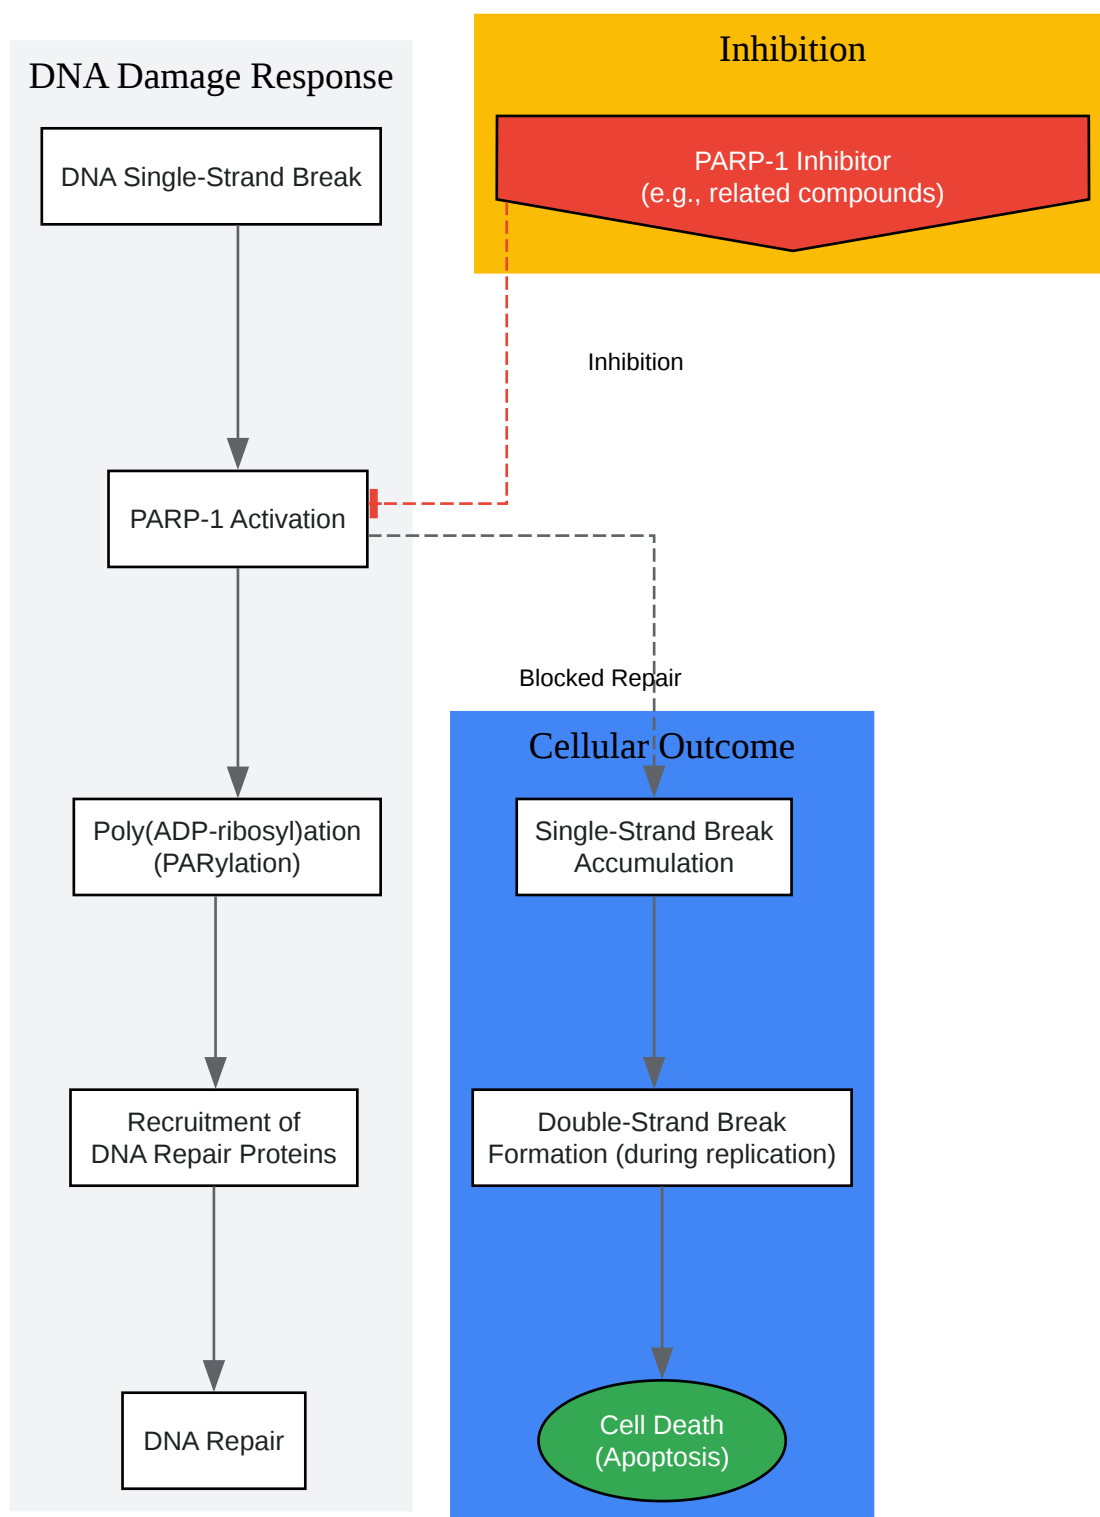 Inhibition
DNA Damage Response
PARP-1 Inhibitor
(e.g., related compounds)
DNA Single-Strand Break
Inhibition
PARP-1 Activation
Blocked Repair
Cellular Outcome
Poly(ADP-ribosyl)ation
(PARylation)
Single-Strand Break
Accumulation
Recruitment of
DNA Repair Proteins
Double-Strand Break
Formation (during replication)
DNA Repair
Cell Death
(Apoptosis)